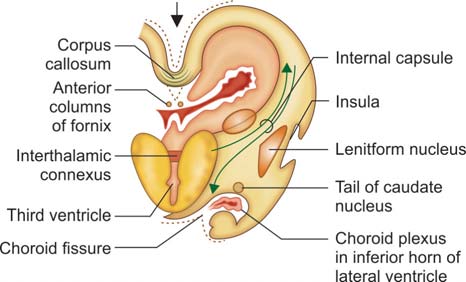 Corpus
callosum
Anterior
columns
of fornix
Interthalamic
connexus
Third ventricle
Choroid fissure
Internal capsule
Insula
Lenitform nucleus
Tail of caudate
nucleus
Choroid plexus
in inferior horn of
lateral ventricle